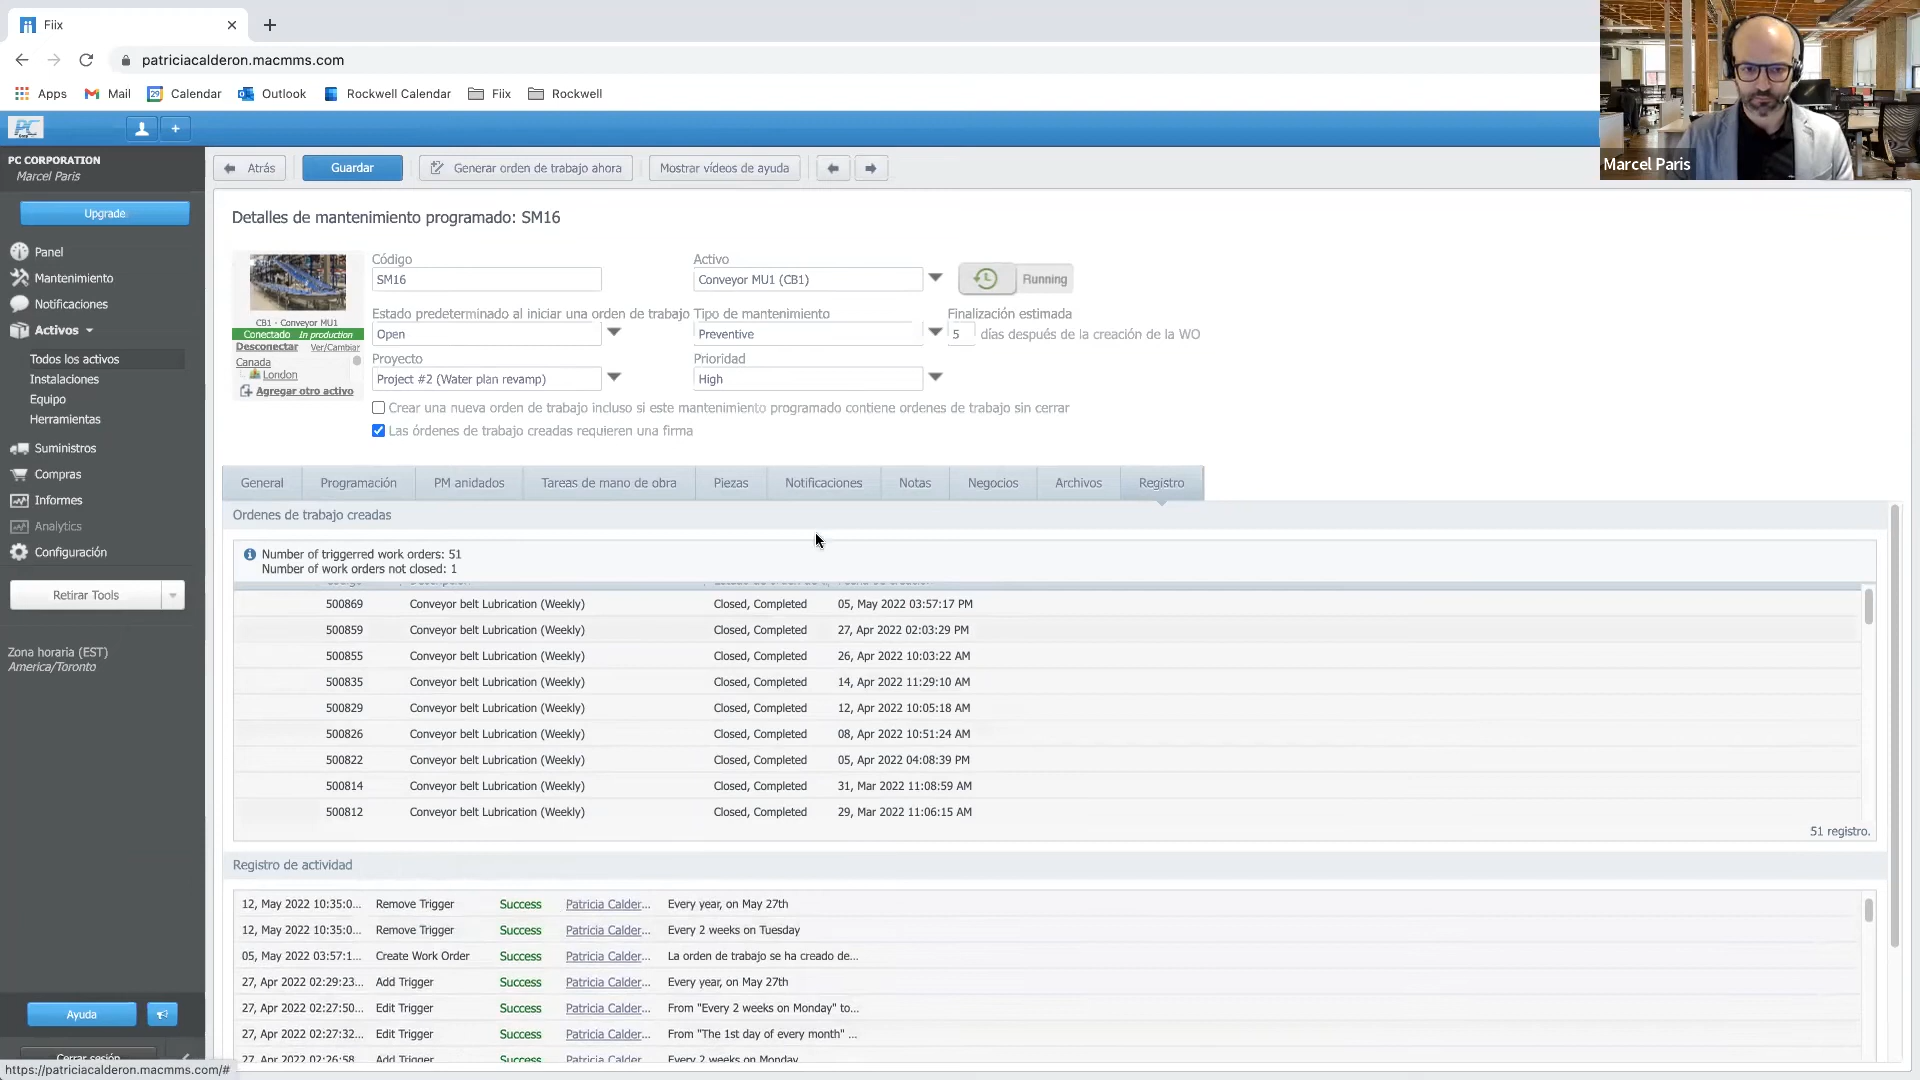 Fiix
patriciacalderon.macmms.com
Apps Mail Calendar Outlook Rockwell Calendar Fiix Rockwell
PC
PC CORPORATION
Marcel Paris
Upgrade
Panel
Mantenimiento
Notificaciones
Activos
Todos los activos
Instalaciones
Equipo
Herramientas
Suministros
Compras
Informes
Analytics
Configuración
Retirar Tools
Zona horaria (EST)
America/Toronto
Ayuda
Cerrar sesión
https://patriciacalderon.macmms.com/#
Marcel Paris
Atrás Guardar Generar orden de trabajo ahora Mostrar vídeos de ayuda
Detalles de mantenimiento programado: SM16
CB1 - Conveyor MU1
Conectado In production
Desconectar Ver/Cambiar
Canada
London
Agregar otro activo
Código
SM16
Activo
Conveyor MU1 (CB1)
Running
Estado predeterminado al iniciar una orden de trabajo
Open
Tipo de mantenimiento
Preventive
Finalización estimada
5 días después de la creación de la WO
Proyecto
Project #2 (Water plan revamp)
Prioridad
High
Crear una nueva orden de trabajo incluso si este mantenimiento programado contiene ordenes de trabajo sin cerrar
Las órdenes de trabajo creadas requieren una firma
General Programación PM anidados Tareas de mano de obra Piezas Notificaciones Notas Negocios Archivos Registro
Ordenes de trabajo creadas
Number of triggerred work orders: 51
Number of work orders not closed: 1
500869 Conveyor belt Lubrication (Weekly) Closed, Completed 05, May 2022 03:57:17 PM
500859 Conveyor belt Lubrication (Weekly) Closed, Completed 27, Apr 2022 02:03:29 PM
500855 Conveyor belt Lubrication (Weekly) Closed, Completed 26, Apr 2022 10:03:22 AM
500835 Conveyor belt Lubrication (Weekly) Closed, Completed 14, Apr 2022 11:29:10 AM
500829 Conveyor belt Lubrication (Weekly) Closed, Completed 12, Apr 2022 10:05:18 AM
500826 Conveyor belt Lubrication (Weekly) Closed, Completed 08, Apr 2022 10:51:24 AM
500822 Conveyor belt Lubrication (Weekly) Closed, Completed 05, Apr 2022 04:08:39 PM
500814 Conveyor belt Lubrication (Weekly) Closed, Completed 31, Mar 2022 11:08:59 AM
500812 Conveyor belt Lubrication (Weekly) Closed, Completed 29, Mar 2022 11:06:15 AM
51 registro.
Registro de actividad
12, May 2022 10:35:0... Remove Trigger Success Patricia Calder... Every year, on May 27th
12, May 2022 10:35:0... Remove Trigger Success Patricia Calder... Every 2 weeks on Tuesday
05, May 2022 03:57:1... Create Work Order Success Patricia Calder... La orden de trabajo se ha creado de...
27, Apr 2022 02:29:23... Add Trigger Success Patricia Calder... Every year, on May 27th
27, Apr 2022 02:27:50... Edit Trigger Success Patricia Calder... From "Every 2 weeks on Monday" to...
27, Apr 2022 02:27:32... Edit Trigger Success Patricia Calder... From "The 1st day of every month" ...
27, Apr 2022 02:26:58 Add Trigger Success Patricia Calder... Every 2 weeks on Monday